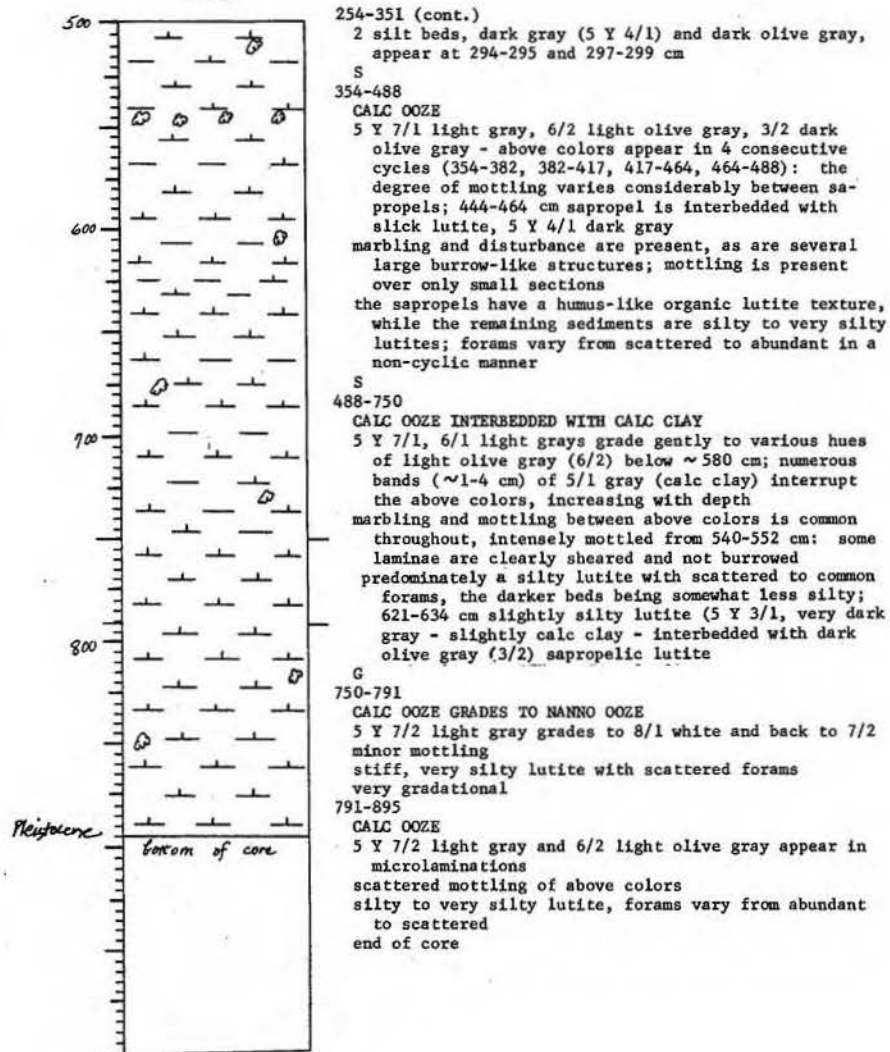 500
600
700
800
Pleistocene
bottom of core
254-351 (cont.)
2 silt beds, dark gray (5 Y 4/1) and dark olive gray,
appear at 294-295 and 297-299 cm
S
354-488
CALC OOZE
5 Y 7/1 light gray, 6/2 light olive gray, 3/2 dark
olive gray - above colors appear in 4 consecutive
cycles (354-382, 382-417, 417-464, 464-488): the
degree of mottling varies considerably between sa-
propels; 444-464 cm sapropel is interbedded with
slick lutite, 5 Y 4/1 dark gray
marbling and disturbance are present, as are several
large burrow-like structures; mottling is present
over only small sections
the sapropels have a humus-like organic lutite texture,
while the remaining sediments are silty to very silty
lutites; forams vary from scattered to abundant in a
non-cyclic manner
S
488-750
CALC OOZE INTERBEDDED WITH CALC CLAY
5 Y 7/1, 6/1 light grays grade gently to various hues
of light olive gray (6/2) below ~ 580 cm; numerous
bands (~1-4 cm) of 5/1 gray (calc clay) interrupt
the above colors, increasing with depth
marbling and mottling between above colors is common
throughout, intensely mottled from 540-552 cm: some
laminae are clearly sheared and not burrowed
predominately a silty lutite with scattered to common
forams, the darker beds being somewhat less silty;
621-634 cm slightly silty lutite (5 Y 3/1, very dark
gray - slightly calc clay - interbedded with dark
olive gray (3/2) sapropelic lutite
G
750-791
CALC OOZE GRADES TO NANNO OOZE
5 Y 7/2 light gray grades to 8/1 white and back to 7/2
minor mottling
stiff, very silty lutite with scattered forams
very gradational
791-895
CALC OOZE
5 Y 7/2 light gray and 6/2 light olive gray appear in
microlaminations
scattered mottling of above colors
silty to very silty lutite, forams vary from abundant
to scattered
end of core